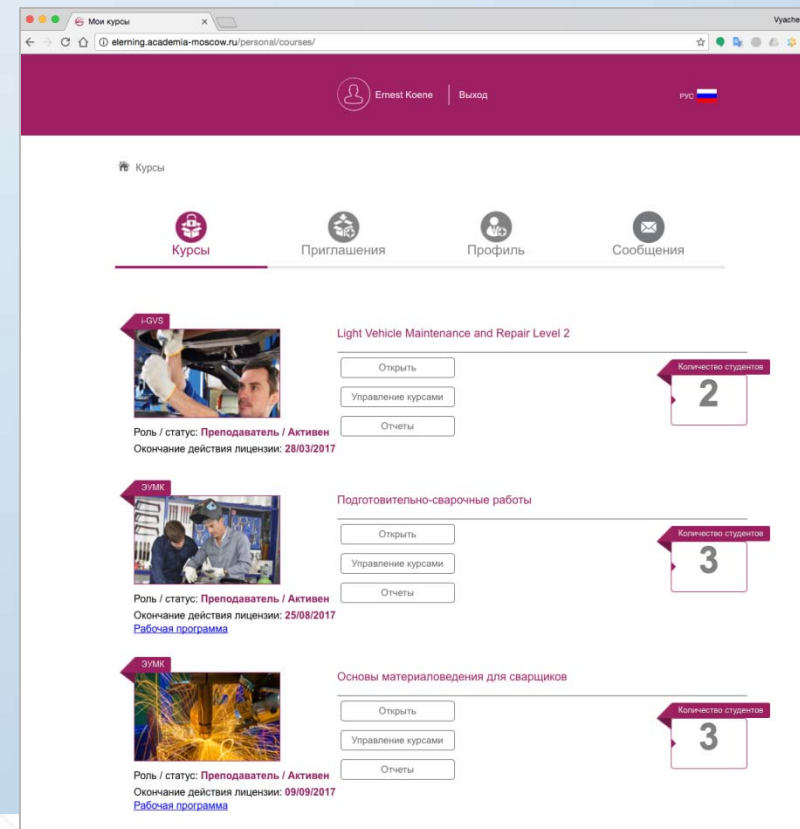 Мои курсы
Vyache
elerning.academia-moscow.ru/personal/courses/
Ernest Koene
Выход
РУС
Курсы
Курсы
Приглашения
Профиль
Сообщения
i-GVS
Light Vehicle Maintenance and Repair Level 2
Открыть
Управление курсами
Отчеты
Количество студентов
2
Роль / статус: Преподаватель / Активен
Окончание действия лицензии: 28/03/2017
ЭУМК
Подготовительно-сварочные работы
Открыть
Управление курсами
Отчеты
Количество студентов
3
Роль / статус: Преподаватель / Активен
Окончание действия лицензии: 25/08/2017
Рабочая программа
ЭУМК
Основы материаловедения для сварщиков
Открыть
Управление курсами
Отчеты
Количество студентов
3
Роль / статус: Преподаватель / Активен
Окончание действия лицензии: 09/09/2017
Рабочая программа